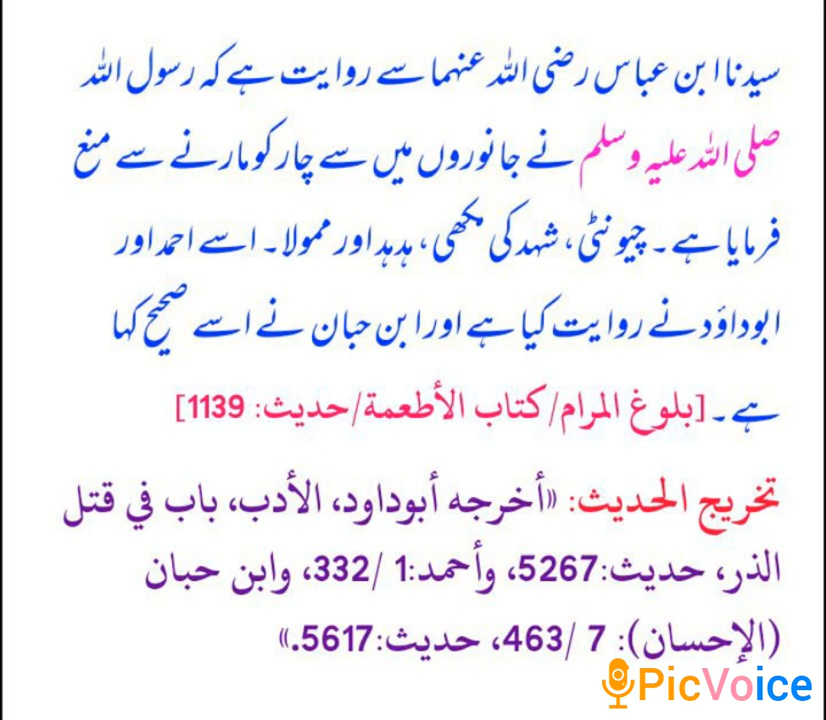 سیدنا ابن عباس رضی اللہ عنہما سے روایت ہے کہ رسول اللہ
صلی اللہ علیہ وسلم نے جانوروں میں سے چار کو مارنے سے منع
فرمایا ہے۔ چیونٹی، شہد کی مکھی، ہدہد اور ممولا۔ اسے احمد اور
ابوداؤد نے روایت کیا ہے اور ابن حبان نے اسے صحیح کہا
ہے۔ [بلوغ المرام/كتاب الأطعمة/حدیث: 1139]
تخریج الحدیث: «أخرجه أبوداود، الأدب، باب في قتل
الذر، حديث:5267، وأحمد:1 /332، وابن حبان
(الإحسان): 7 /463، حديث:5617.»
PicVoice